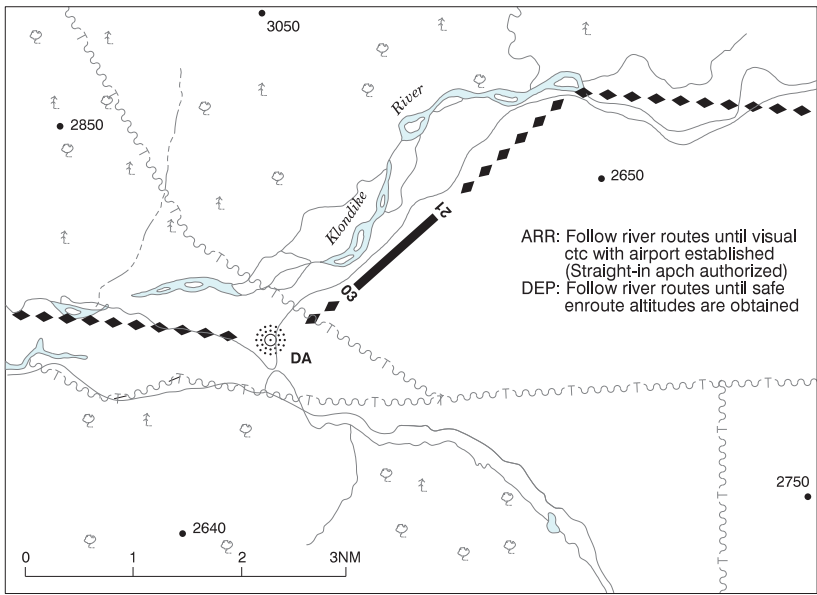 3050
River
2850
2650
21
Klondike
ARR: Follow river routes until visual
ctc with airport established
(Straight-in apch authorized)
DEP: Follow river routes until safe
enroute altitudes are obtained
03
DA
2750
2640
0 1 2 3NM